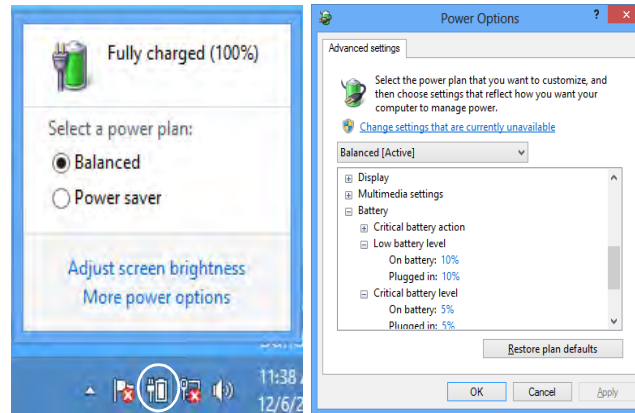 Fully charged (100%)
Select a power plan:
Balanced
Power saver
Adjust screen brightness
More power options
11:38
12/6/2
Power Options
?
x
Advanced settings
Select the power plan that you want to customize, and
then choose settings that reflect how you want your
computer to manage power.
Change settings that are currently unavailable
Balanced [Active]
Display
Multimedia settings
Battery
Critical battery action
Low battery level
On battery: 10%
Plugged in: 10%
Critical battery level
On battery: 5%
Plugged in: 5%
Restore plan defaults
OK
Cancel
Apply